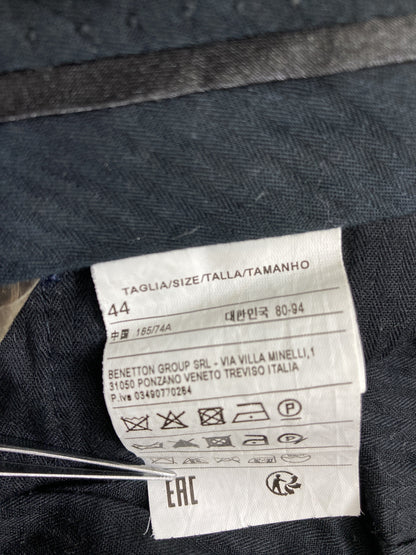 TAGLIA/SIZE/TALLA/TAMANHO
44
中国 165/74A 대한민국 80-94
BENETTON GROUP SRL - VIA VILLA MINELLI,1
31050 PONZANO VENETO TREVISO ITALIA
P.iva 03490770264
P
EAC